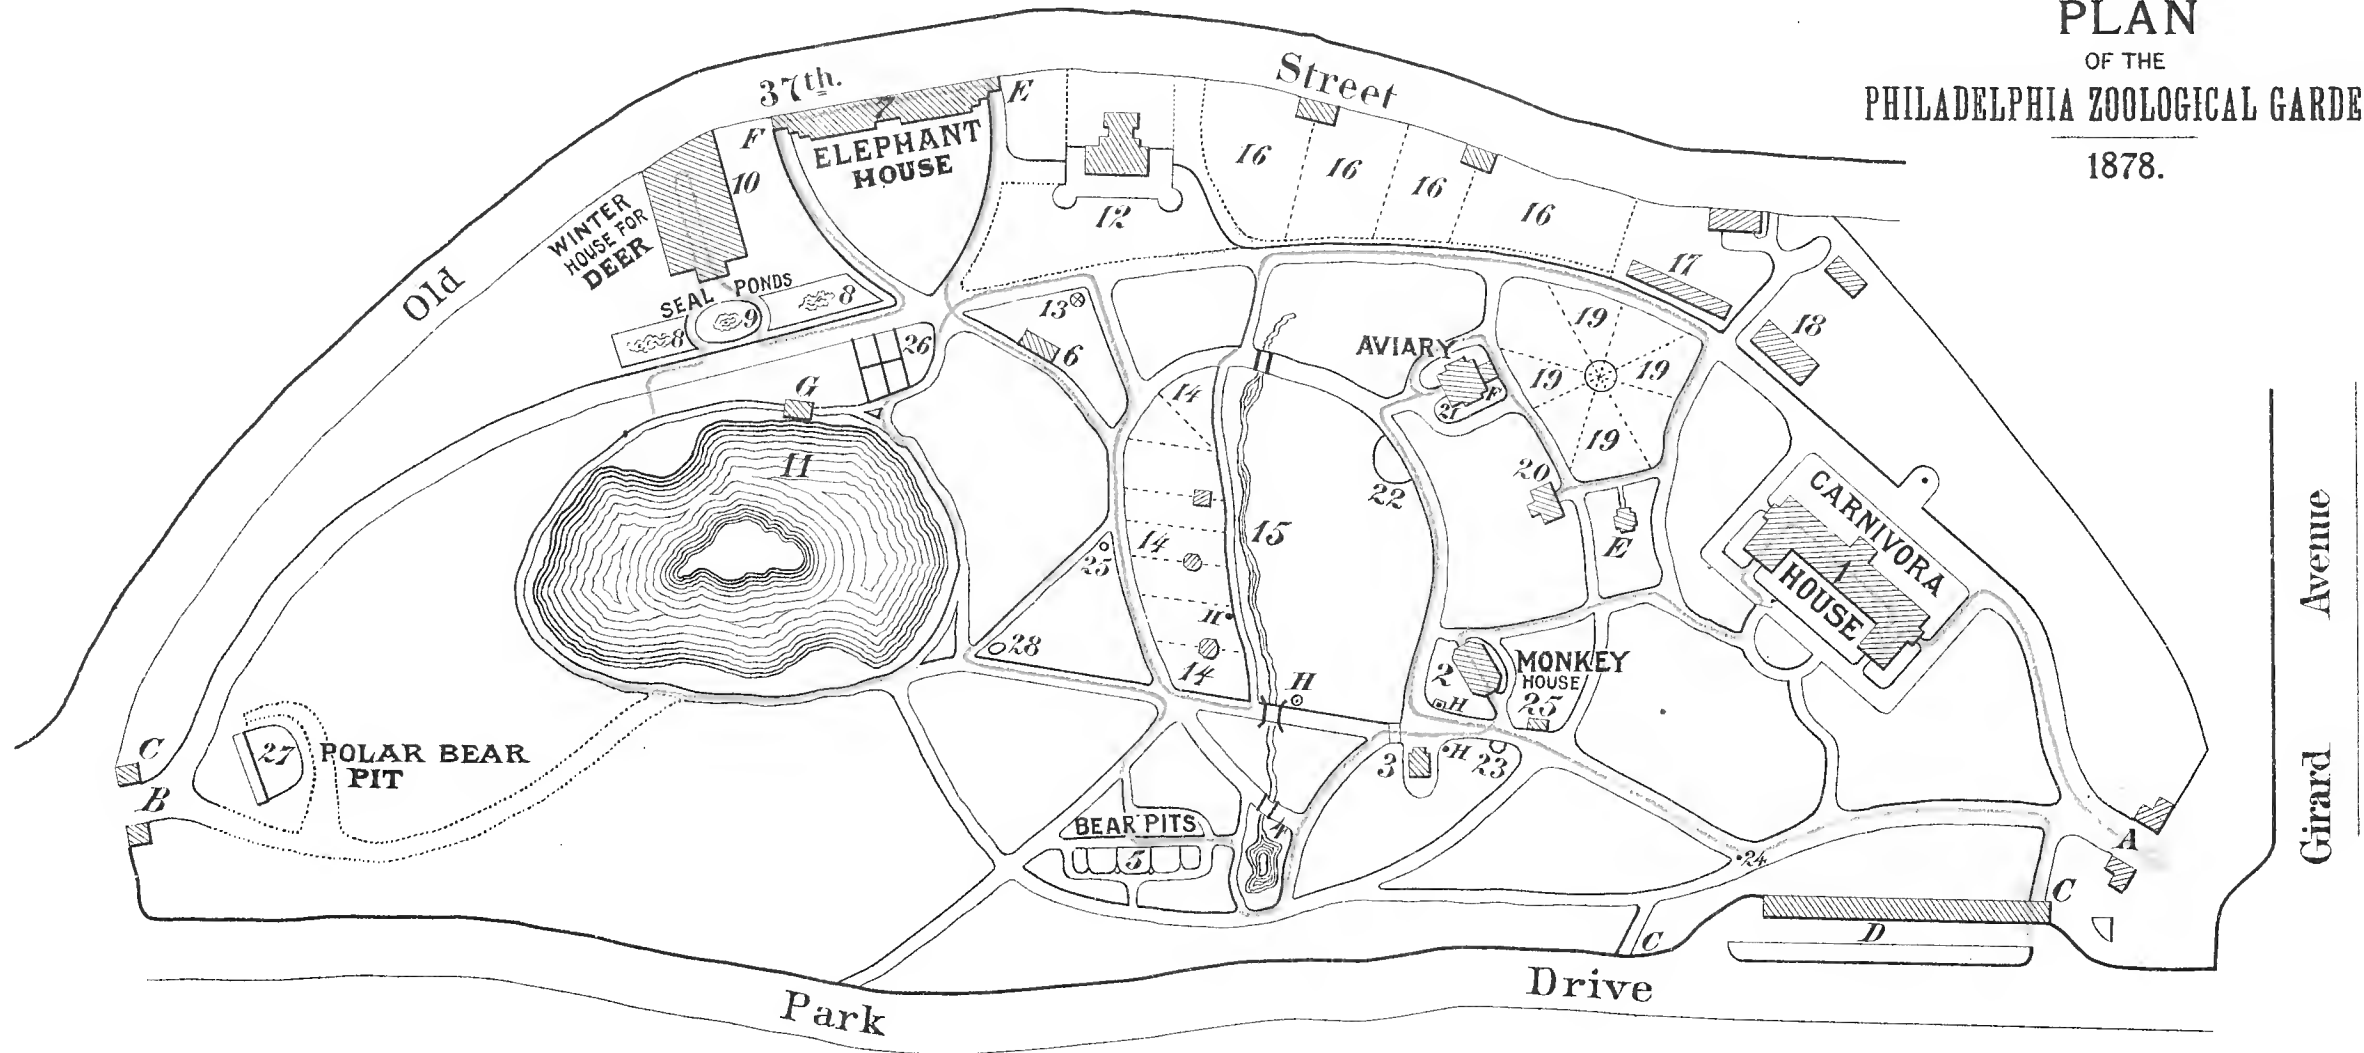 PLAN
OF THE
PHILADELPHIA ZOOLOGICAL GARDE
1878.
Old
37th.
Street
F
7
E
ELEPHANT
HOUSE
10
WINTER
HOUSE FOR
DEER
SEAL PONDS
8
9
8
12
16
16
16
16
17
18
13
6
26
G
11
14
14
14
15
H
25
28
H
AVIARY
21
F
22
19
19
19
19
20
E
CARNIVORA
1
HOUSE
MONKEY
HOUSE
25
2
H
3
H
23
C
B
27
POLAR BEAR
PIT
BEAR PITS
5
4
24
A
C
D
C
Park
Drive
Girard Avenue